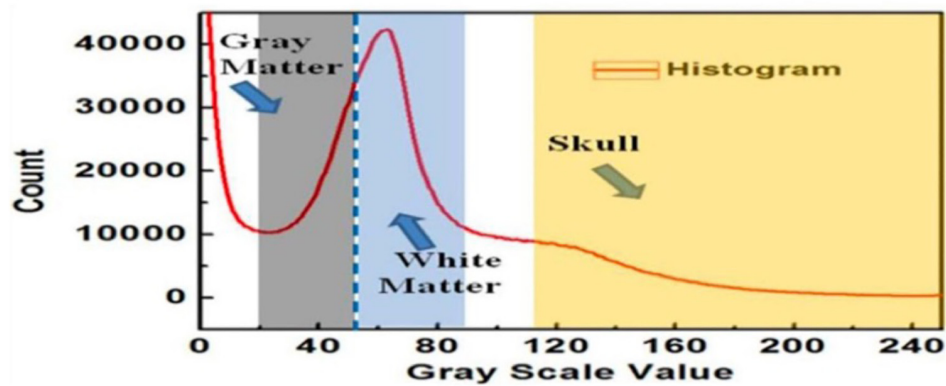 40000
30000
20000
10000
0
Count
Gray
Matter
White
Matter
Skull
Histogram
0 40 80 120 160 200 240
Gray Scale Value